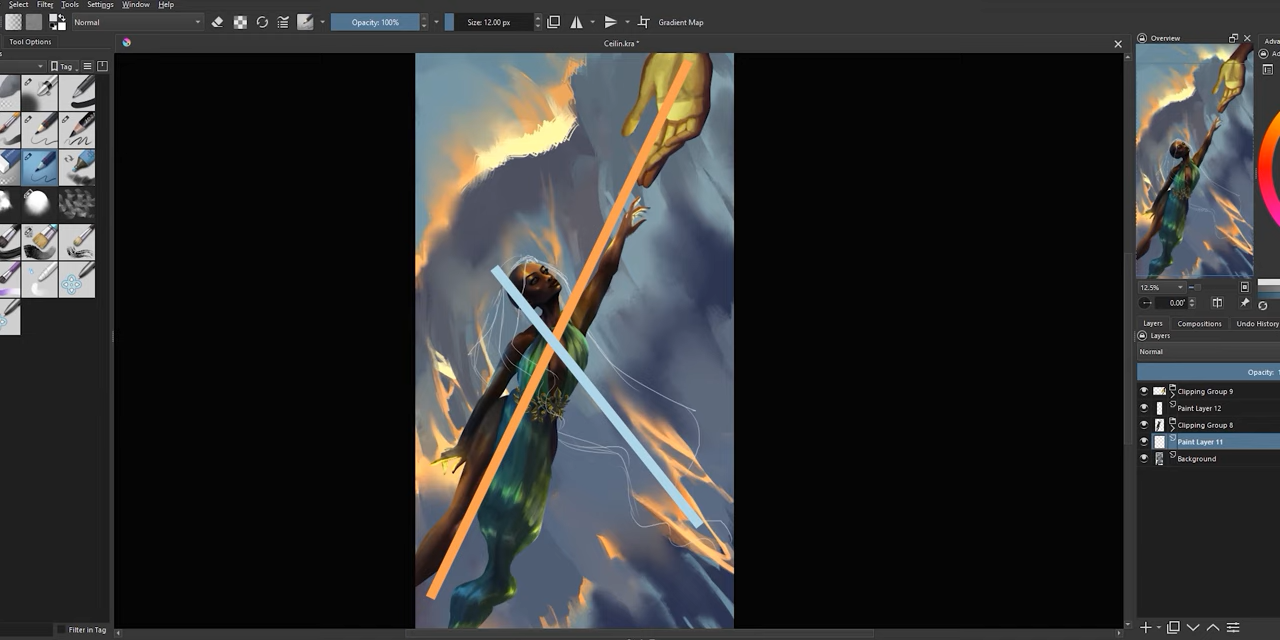 Select Filter Tools Settings Window Help
Normal
Opacity: 100%
Size: 12.00 px
Gradient Map
Tool Options
Ceilin.kra *
Overview
Tag
12.5%
0.00°
Layers Compositions Undo History
Layers
Normal
Opacity:
Clipping Group 9
Paint Layer 12
Clipping Group 8
Paint Layer 11
Background
Filter in Tag